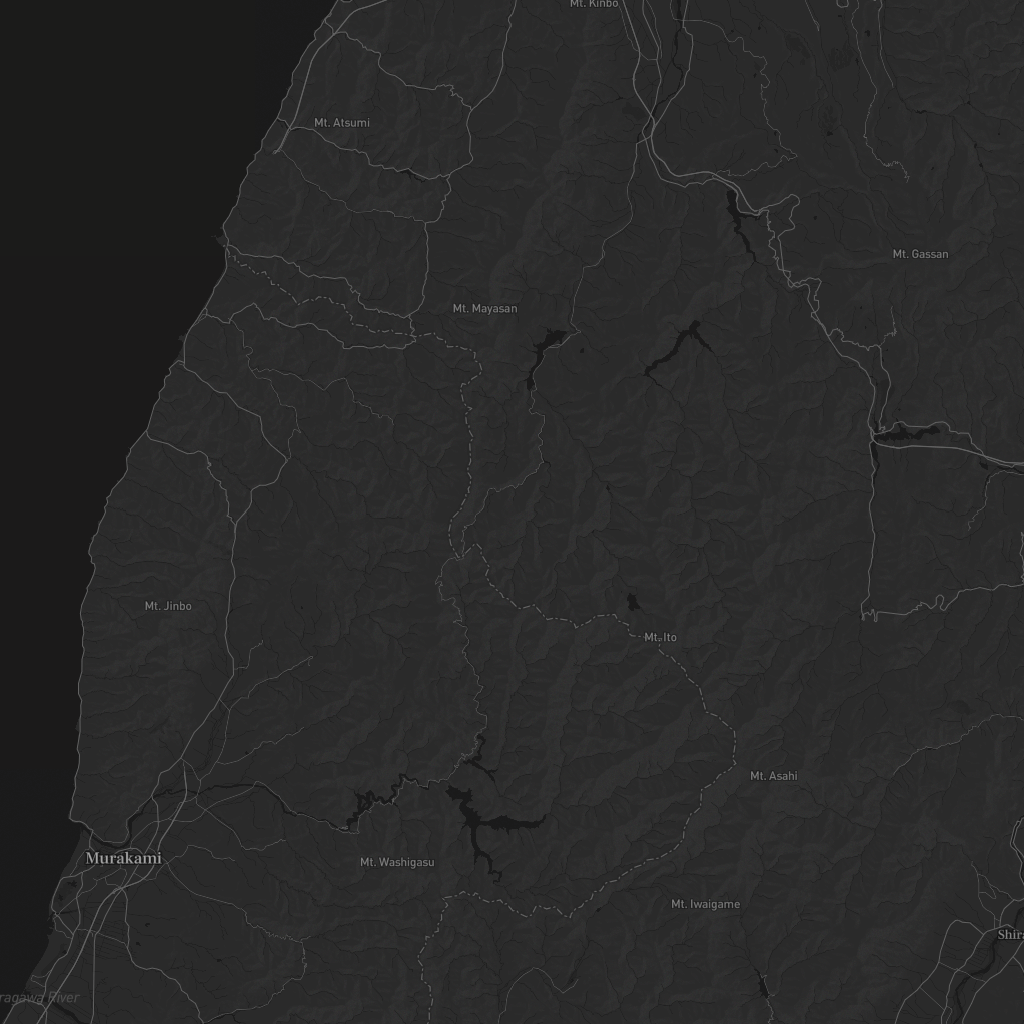 Mt. Kinbo
Mt. Atsumi
Mt. Gassan
Mt. Mayasan
Mt. Jinbo
Mt. Ito
Mt. Asahi
Murakami
Mt. Washigasu
Mt. Iwaigame
Shira
ragawa River